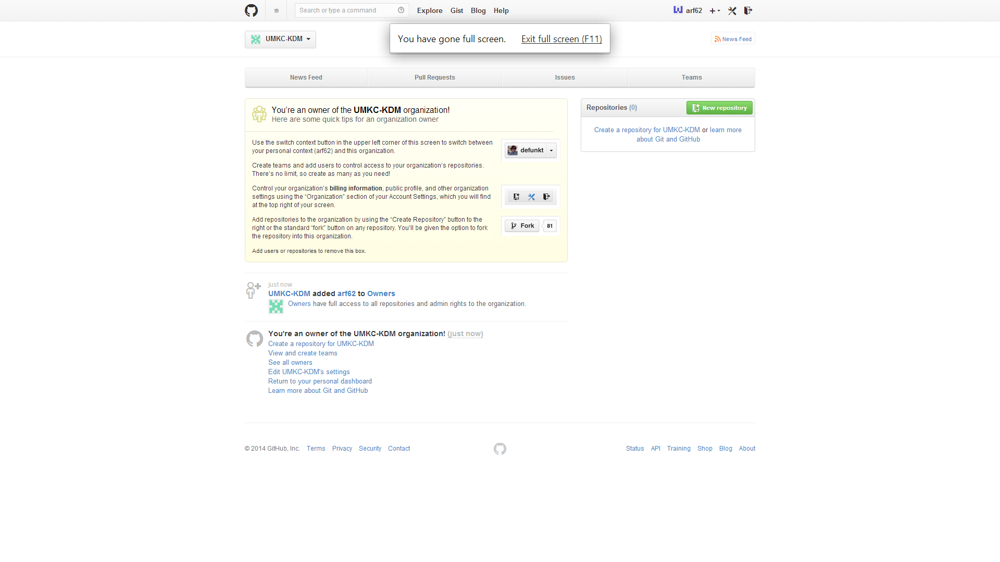 Search or type a command
Explore Gist Blog Help
arf62
UMKC-KDM
You have gone full screen. Exit full screen (F11)
News Feed
News Feed Pull Requests Issues Teams
You’re an owner of the UMKC-KDM organization!
Here are some quick tips for an organization owner
Use the switch context button in the upper left corner of this screen to switch between
your personal context (arf62) and this organization.
defunkt
Create teams and add users to control access to your organization’s repositories.
There’s no limit, so create as many as you need!
Control your organization’s billing information, public profile, and other organization
settings using the “Organization” section of your Account Settings, which you will find
at the top right of your screen.
Add repositories to the organization by using the “Create Repository” button to the
right or the standard “fork” button on any repository. You’ll be given the option to fork
the repository into this organization.
Fork 81
Add users or repositories to remove this box.
Repositories (0)
New repository
Create a repository for UMKC-KDM or learn more
about Git and GitHub
just now
UMKC-KDM added arf62 to Owners
Owners have full access to all repositories and admin rights to the organization.
You're an owner of the UMKC-KDM organization! (just now)
Create a repository for UMKC-KDM
View and create teams
See all owners
Edit UMKC-KDM's settings
Return to your personal dashboard
Learn more about Git and GitHub
© 2014 GitHub, Inc. Terms Privacy Security Contact
Status API Training Shop Blog About